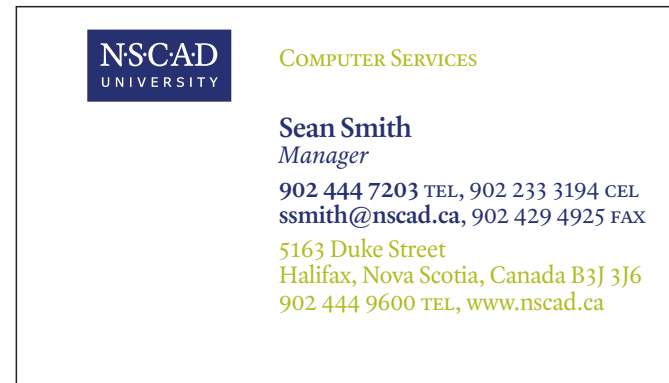 N·S·C·A·D
UNIVERSITY
Computer Services
Sean Smith
Manager
902 444 7203 TEL, 902 233 3194 CEL
ssmith@nscad.ca, 902 429 4925 FAX
5163 Duke Street
Halifax, Nova Scotia, Canada B3J 3J6
902 444 9600 TEL, www.nscad.ca